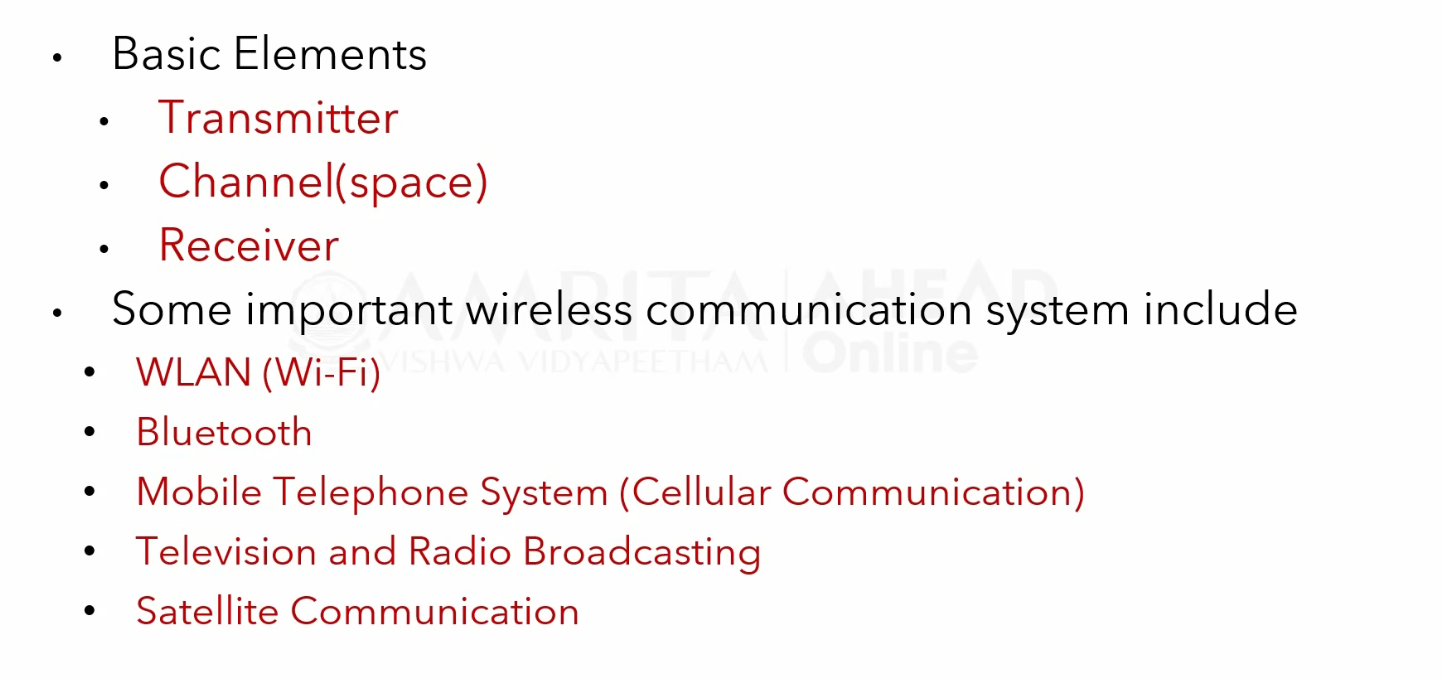 • Basic Elements
• Transmitter
• Channel(space)
• Receiver
• Some important wireless communication system include
• WLAN (Wi-Fi)
• Bluetooth
• Mobile Telephone System (Cellular Communication)
• Television and Radio Broadcasting
• Satellite Communication
AMRITA
VISHWA VIDYAPEETHAM
AHEAD
Online